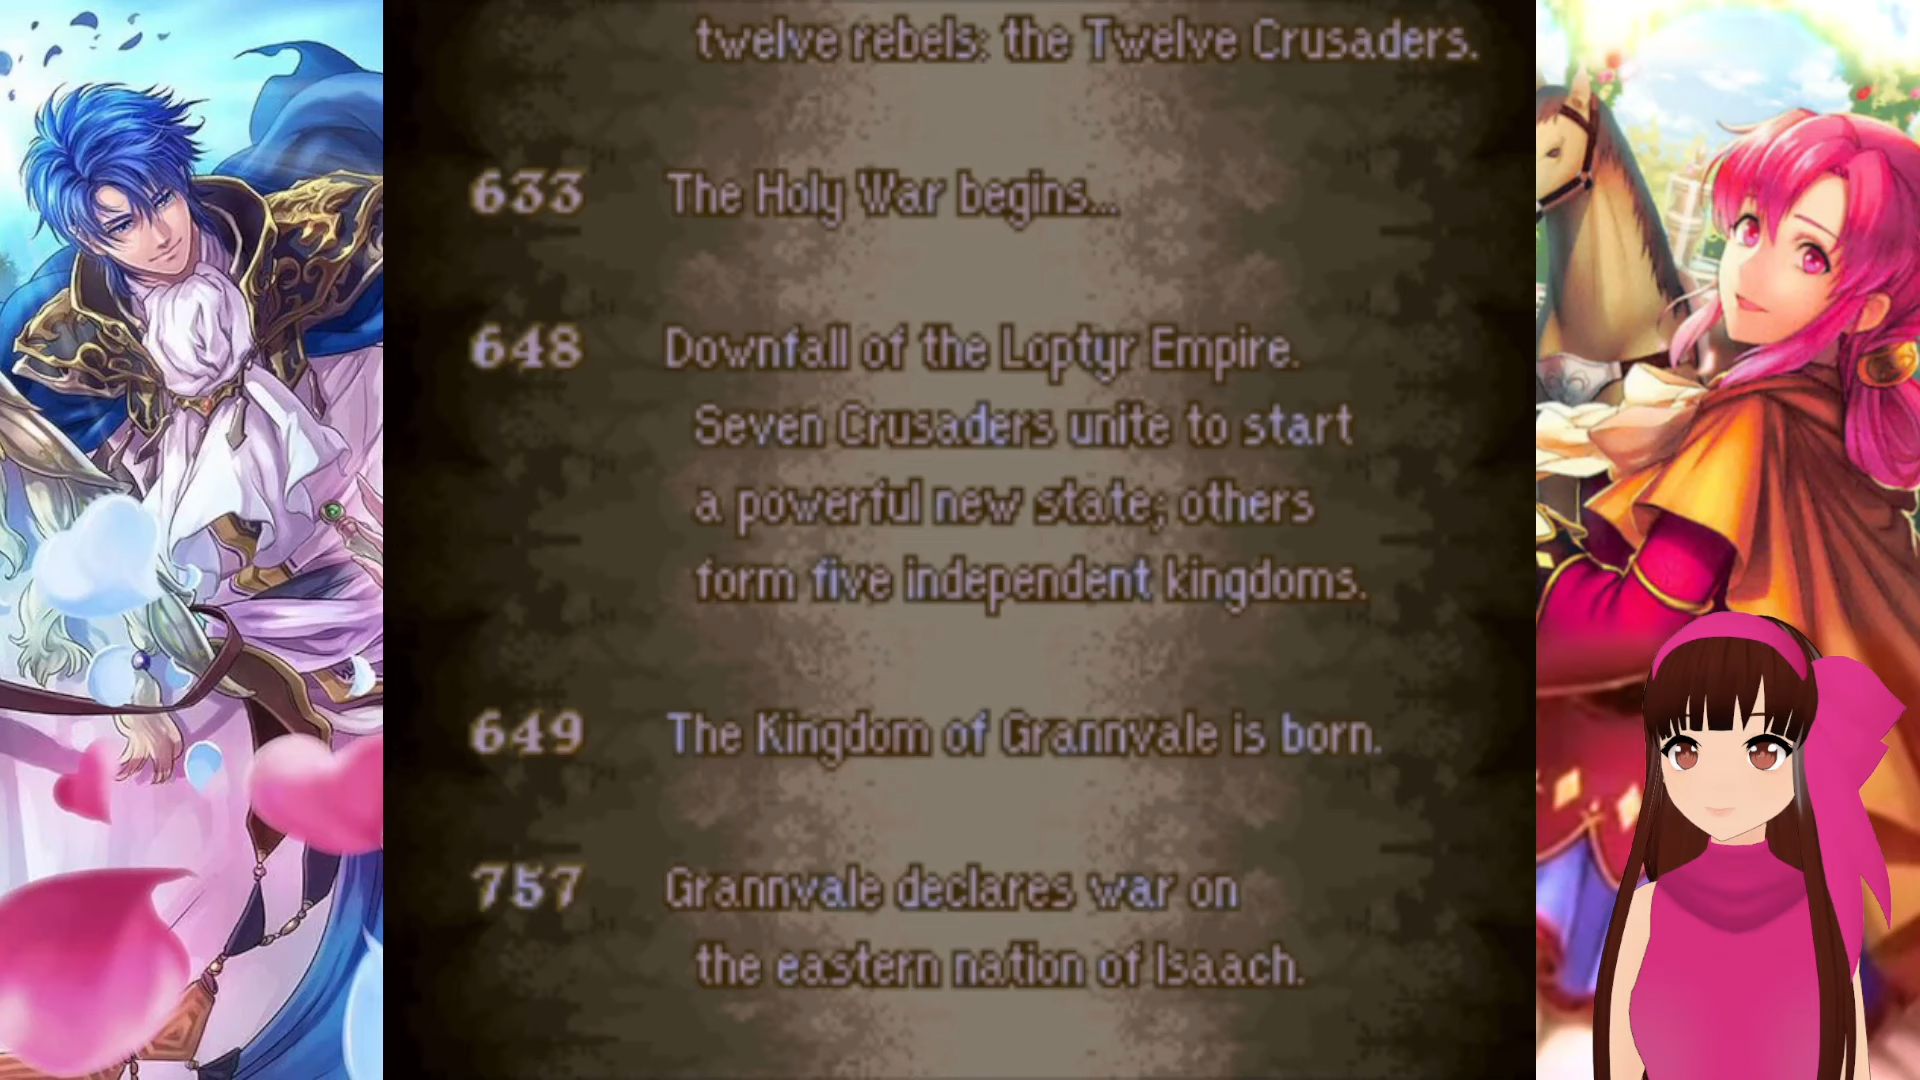 twelve rebels: the Twelve Crusaders.
633 The Holy War begins...
648 Downfall of the Loptyr Empire.
Seven Crusaders unite to start
a powerful new state; others
form five independent kingdoms.
649 The Kingdom of Grannvale is born.
757 Grannvale declares war on
the eastern nation of Isaach.